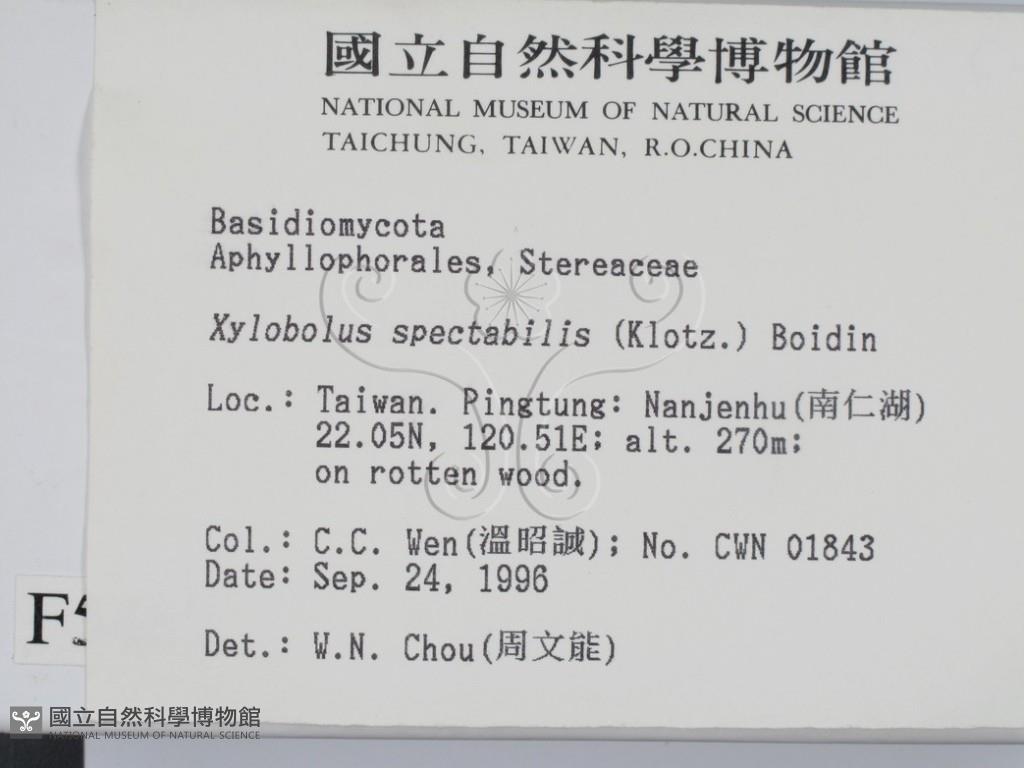 國立自然科學博物館
NATIONAL MUSEUM OF NATURAL SCIENCE
TAICHUNG, TAIWAN, R.O.CHINA
Basidiomycota
Aphyllophorales, Stereaceae
Xylobolus spectabilis (Klotz.) Boidin
Loc.: Taiwan. Pingtung: Nanjenhu(南仁湖)
22.05N, 120.51E; alt. 270m;
on rotten wood.
Col.: C.C. Wen(溫昭誠); No. CWN 01843
Date: Sep. 24, 1996
Det.: W.N. Chou(周文能)
國立自然科學博物館
NATIONAL MUSEUM OF NATURAL SCIENCE